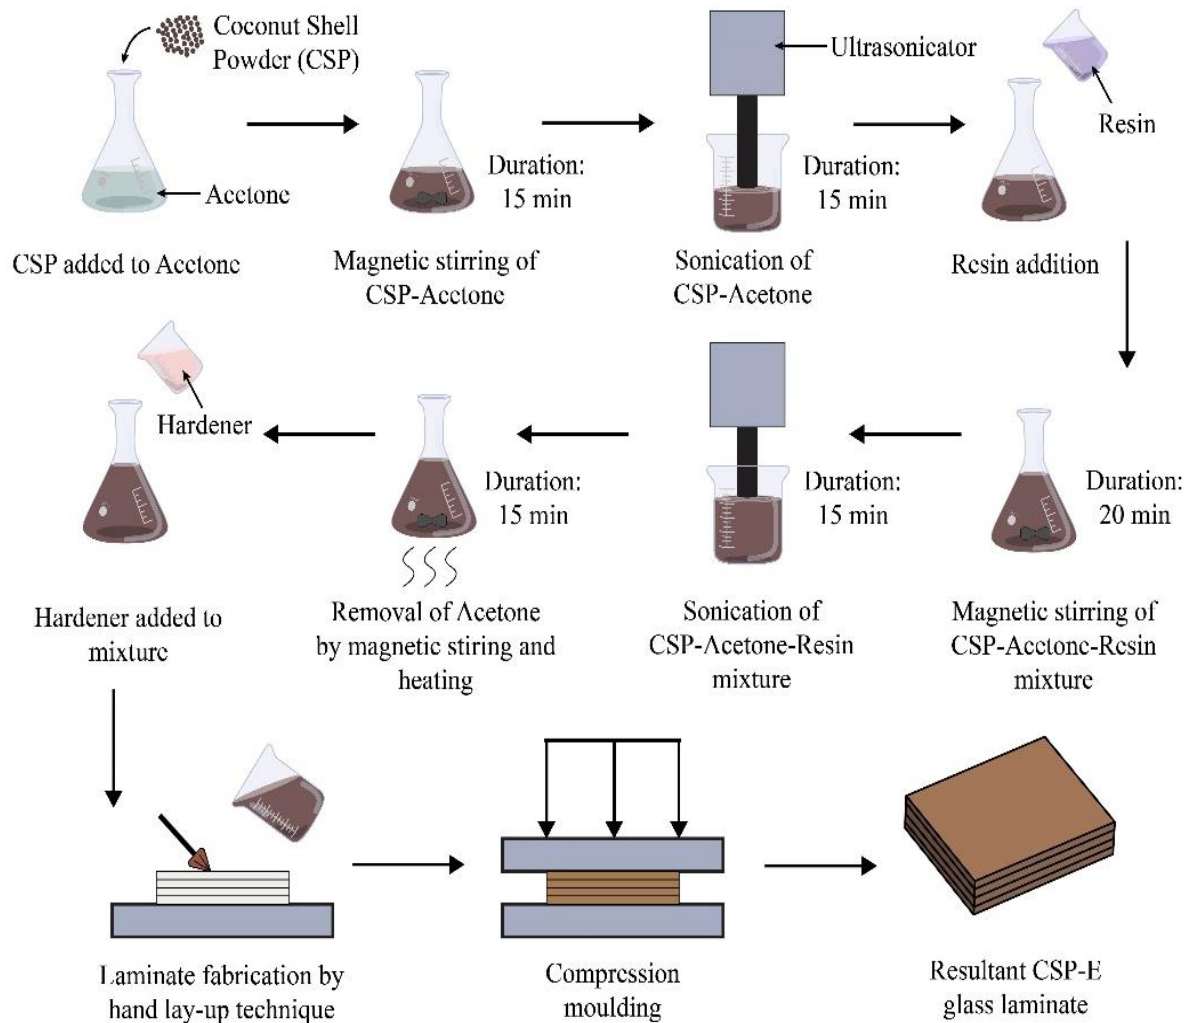 Coconut Shell
Powder (CSP)
Acetone
CSP added to Acetone
Duration:
15 min
Magnetic stirring of
CSP-Acetone
Ultrasonicator
Duration:
15 min
Sonication of
CSP-Acetone
Resin
Resin addition
Duration:
20 min
Magnetic stirring of
CSP-Acetone-Resin
mixture
Duration:
15 min
Sonication of
CSP-Acetone-Resin
mixture
Duration:
15 min
Removal of Acetone
by magnetic stiring and
heating
Hardener
Hardener added to
mixture
Laminate fabrication by
hand lay-up technique
Compression
moulding
Resultant CSP-E
glass laminate